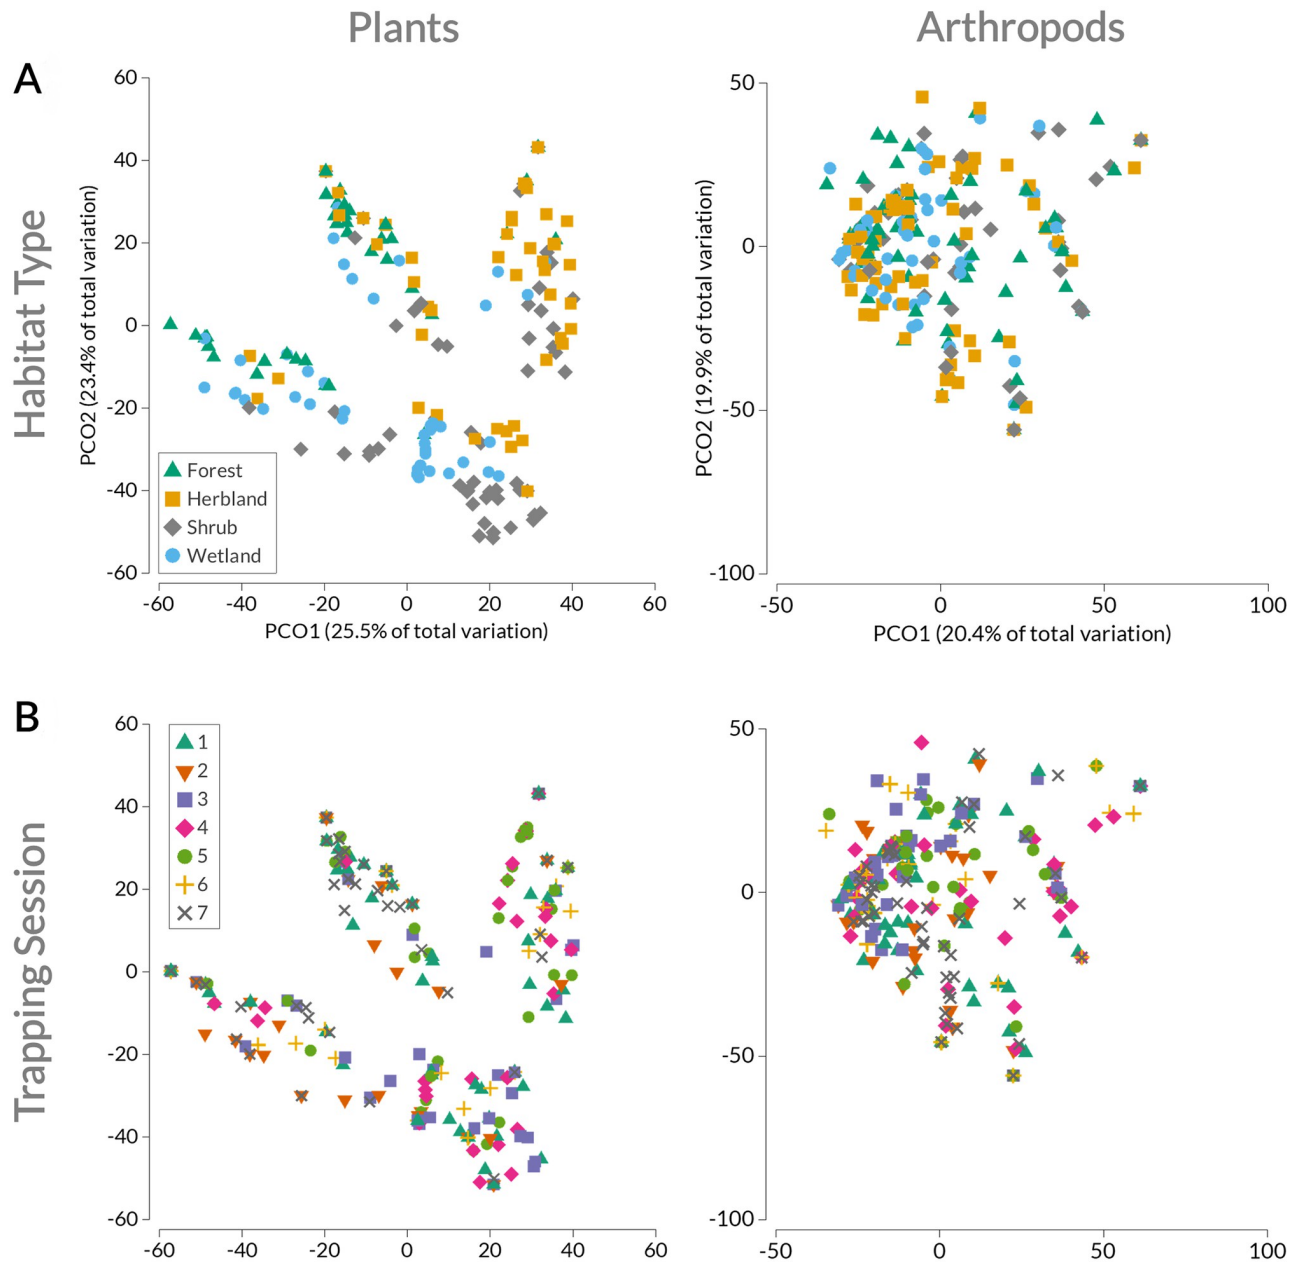 Plants
Arthropods
A
Habitat Type
PCO2 (23.4% of total variation)
60
40
20
0
-20
-40
-60
Forest
Herbland
Shrub
Wetland
-60 -40 -20 0 20 40 60
PCO1 (25.5% of total variation)
PCO2 (19.9% of total variation)
50
0
-50
-100
-50 0 50 100
PCO1 (20.4% of total variation)
B
Trapping Session
60
40
20
0
-20
-40
-60
1
2
3
4
5
6
7
-60 -40 -20 0 20 40 60
50
0
-50
-100
-50 0 50 100